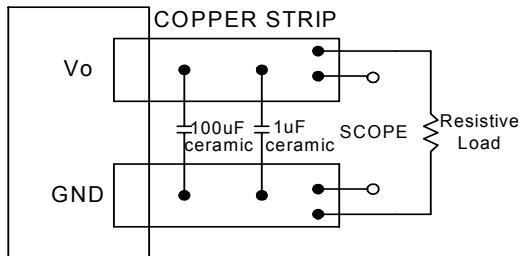 COPPER STRIP
Vo
100uF
ceramic
1uF
ceramic
SCOPE
Resistive
Load
GND